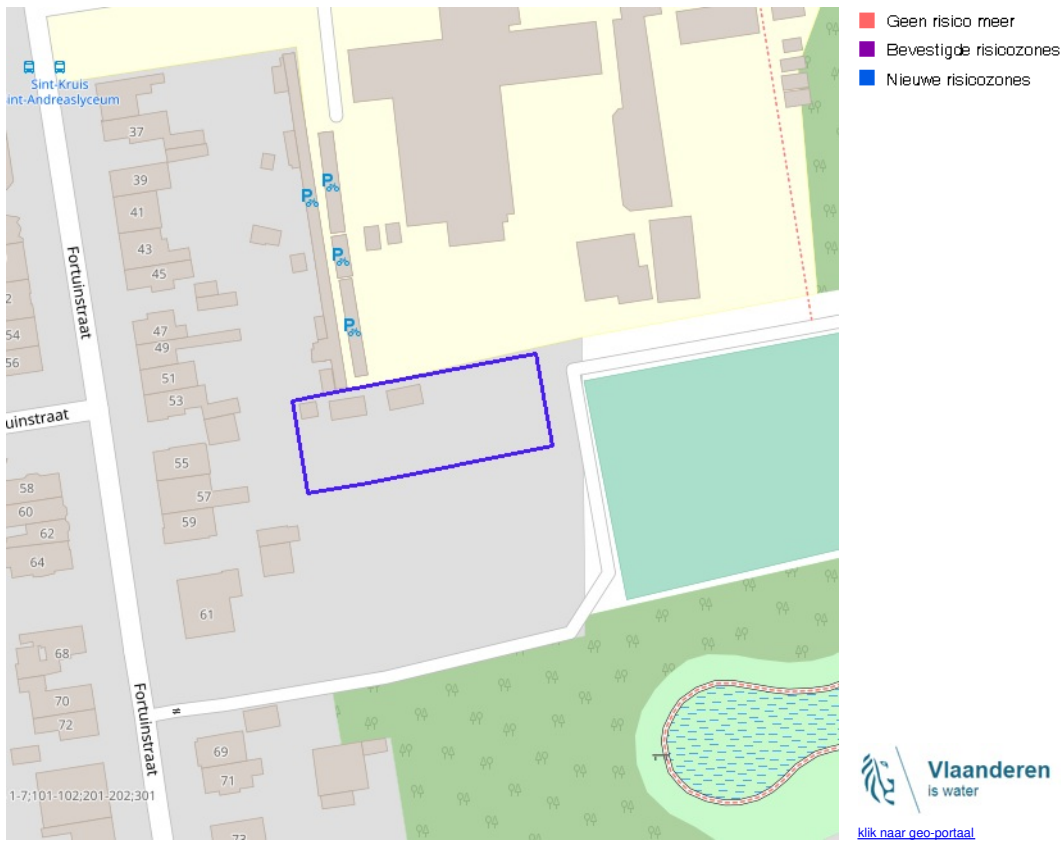 Geen risico meer
Bevestigde risicozones
Nieuwe risicozones
Sint-Kruis
int-Andreaslyceum
37
39
41
43
45
47
49
51
53
55
57
59
61
Fortuinstraat
2
54
56
uinstraat
58
60
62
64
68
70
72
Fortuinstraat
69
71
73
1-7;101-102;201-202;301
P
P
P
P
Vlaanderen
is water
klik naar geo-portaal